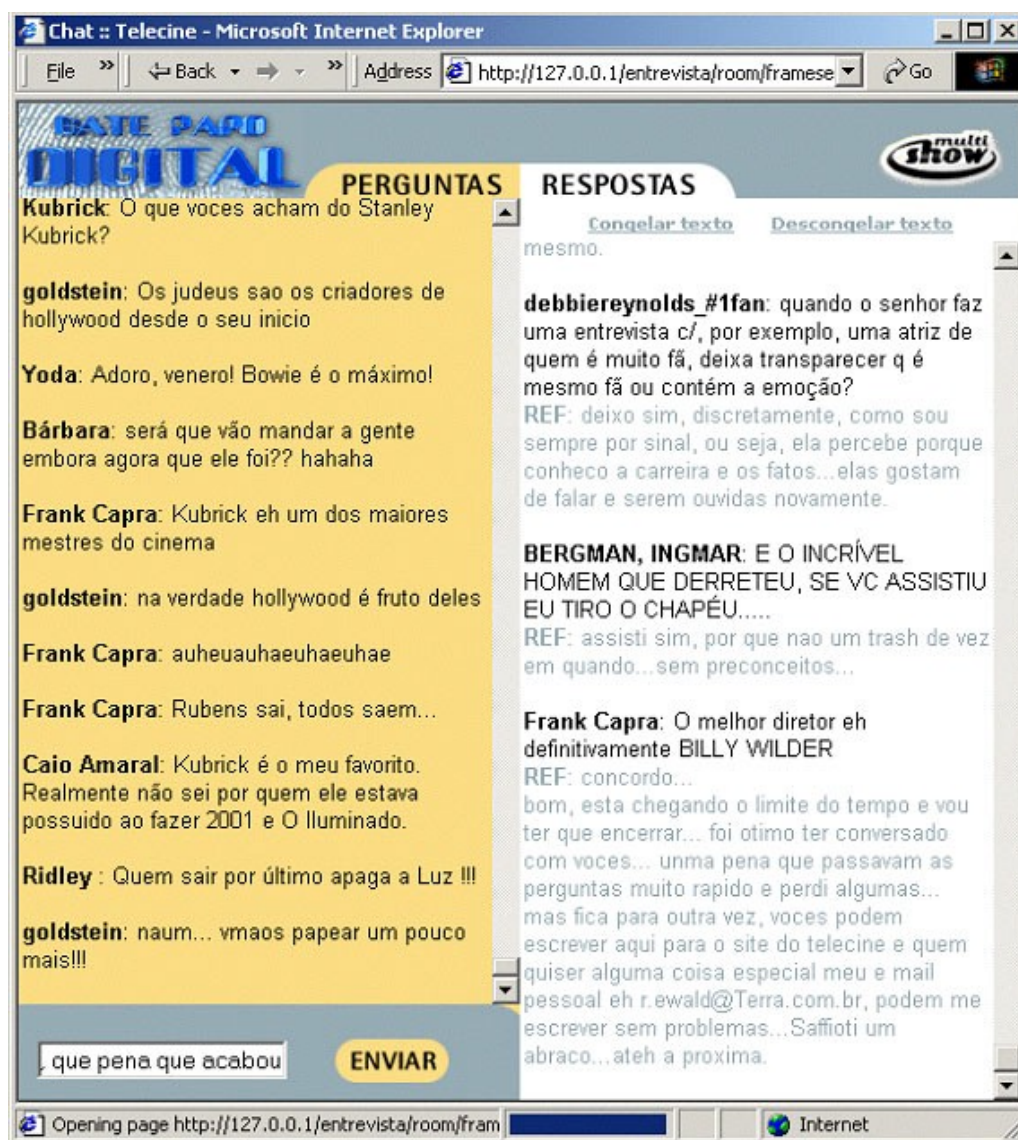 Chat :: Telecine - Microsoft Internet Explorer
File » Back » Address http://127.0.0.1/entrevista/room/framese Go
BATE PAPO
DIGITAL
multi
show
PERGUNTAS
RESPOSTAS
Kubrick: O que voces acham do Stanley
Kubrick?
goldstein: Os judeus sao os criadores de
hollywood desde o seu inicio
Yoda: Adoro, venero! Bowie é o máximo!
Bárbara: será que vão mandar a gente
embora agora que ele foi?? hahaha
Frank Capra: Kubrick eh um dos maiores
mestres do cinema
goldstein: na verdade hollywood é fruto deles
Frank Capra: auheuauhaeuhaeuhae
Frank Capra: Rubens sai, todos saem...
Caio Amaral: Kubrick é o meu favorito.
Realmente não sei por quem ele estava
possuido ao fazer 2001 e O Iluminado.
Ridley : Quem sair por último apaga a Luz !!!
goldstein: naum... vmaos papear um pouco
mais!!!
, que pena que acabou
ENVIAR
Congelar texto Descongelar texto
mesmo.
debbiereynolds_#1fan: quando o senhor faz
uma entrevista c/, por exemplo, uma atriz de
quem é muito fã, deixa transparecer q é
mesmo fã ou contém a emoção?
REF: deixo sim, discretamente, como sou
sempre por sinal, ou seja, ela percebe porque
conheco a carreira e os fatos...elas gostam
de falar e serem ouvidas novamente.
BERGMAN, INGMAR: E O INCRÍVEL
HOMEM QUE DERRETEU, SE VC ASSISTIU
EU TIRO O CHAPÉU.....
REF: assisti sim, por que nao um trash de vez
em quando...sem preconceitos...
Frank Capra: O melhor diretor eh
definitivamente BILLY WILDER
REF: concordo...
bom, esta chegando o limite do tempo e vou
ter que encerrar... foi otimo ter conversado
com voces... unma pena que passavam as
perguntas muito rapido e perdi algumas...
mas fica para outra vez, voces podem
escrever aqui para o site do telecine e quem
quiser alguma coisa especial meu e mail
pessoal eh r.ewald@Terra.com.br, podem me
escrever sem problemas...Saffioti um
abraco...ateh a proxima.
Opening page http://127.0.0.1/entrevista/room/fram
Internet